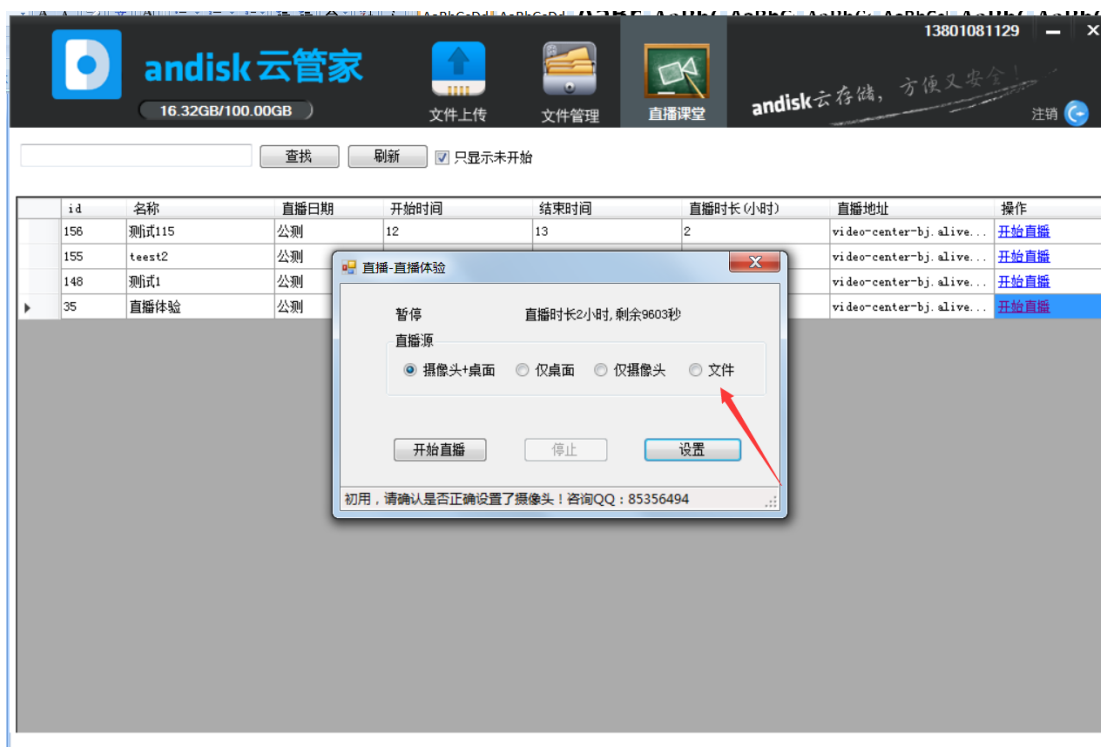 13801081129
andisk云管家
16.32GB/100.00GB
文件上传
文件管理
直播课堂
andisk云存储，方便又安全！
注销
查找
刷新
只显示未开始
id 名称 直播日期 开始时间 结束时间 直播时长(小时) 直播地址 操作
156 测试115 公测 12 13 2 video-center-bj.alive... 开始直播
155 teest2 公测 video-center-bj.alive... 开始直播
148 测试1 公测 video-center-bj.alive... 开始直播
35 直播体验 公测 video-center-bj.alive... 开始直播
直播-直播体验
暂停 直播时长2小时,剩余9603秒
直播源
摄像头+桌面 仅桌面 仅摄像头 文件
开始直播 停止 设置
初用，请确认是否正确设置了摄像头！咨询QQ：85356494